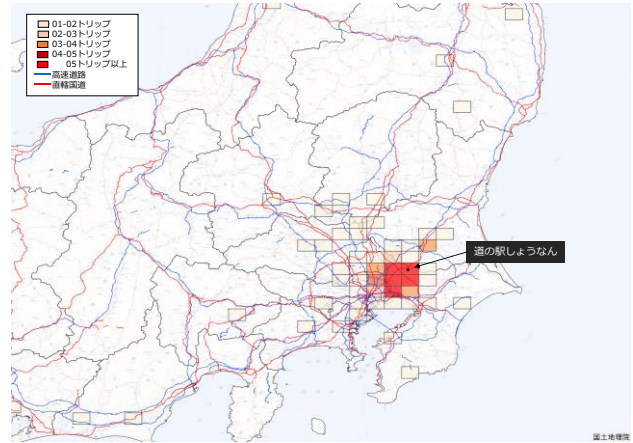 01-02トリップ
02-03トリップ
03-04トリップ
04-05トリップ
05トリップ以上
高速道路
直轄国道
道の駅しょうなん
国土地理院